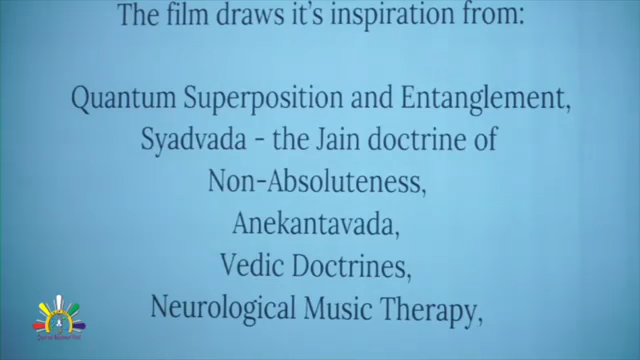 The film draws it's inspiration from:
Quantum Superposition and Entanglement,
Syadvada - the Jain doctrine of
Non-Absoluteness,
Anekantavada,
Vedic Doctrines,
Neurological Music Therapy,